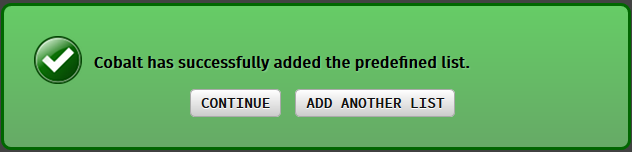 Cobalt has successfully added the predefined list.
CONTINUE ADD ANOTHER LIST